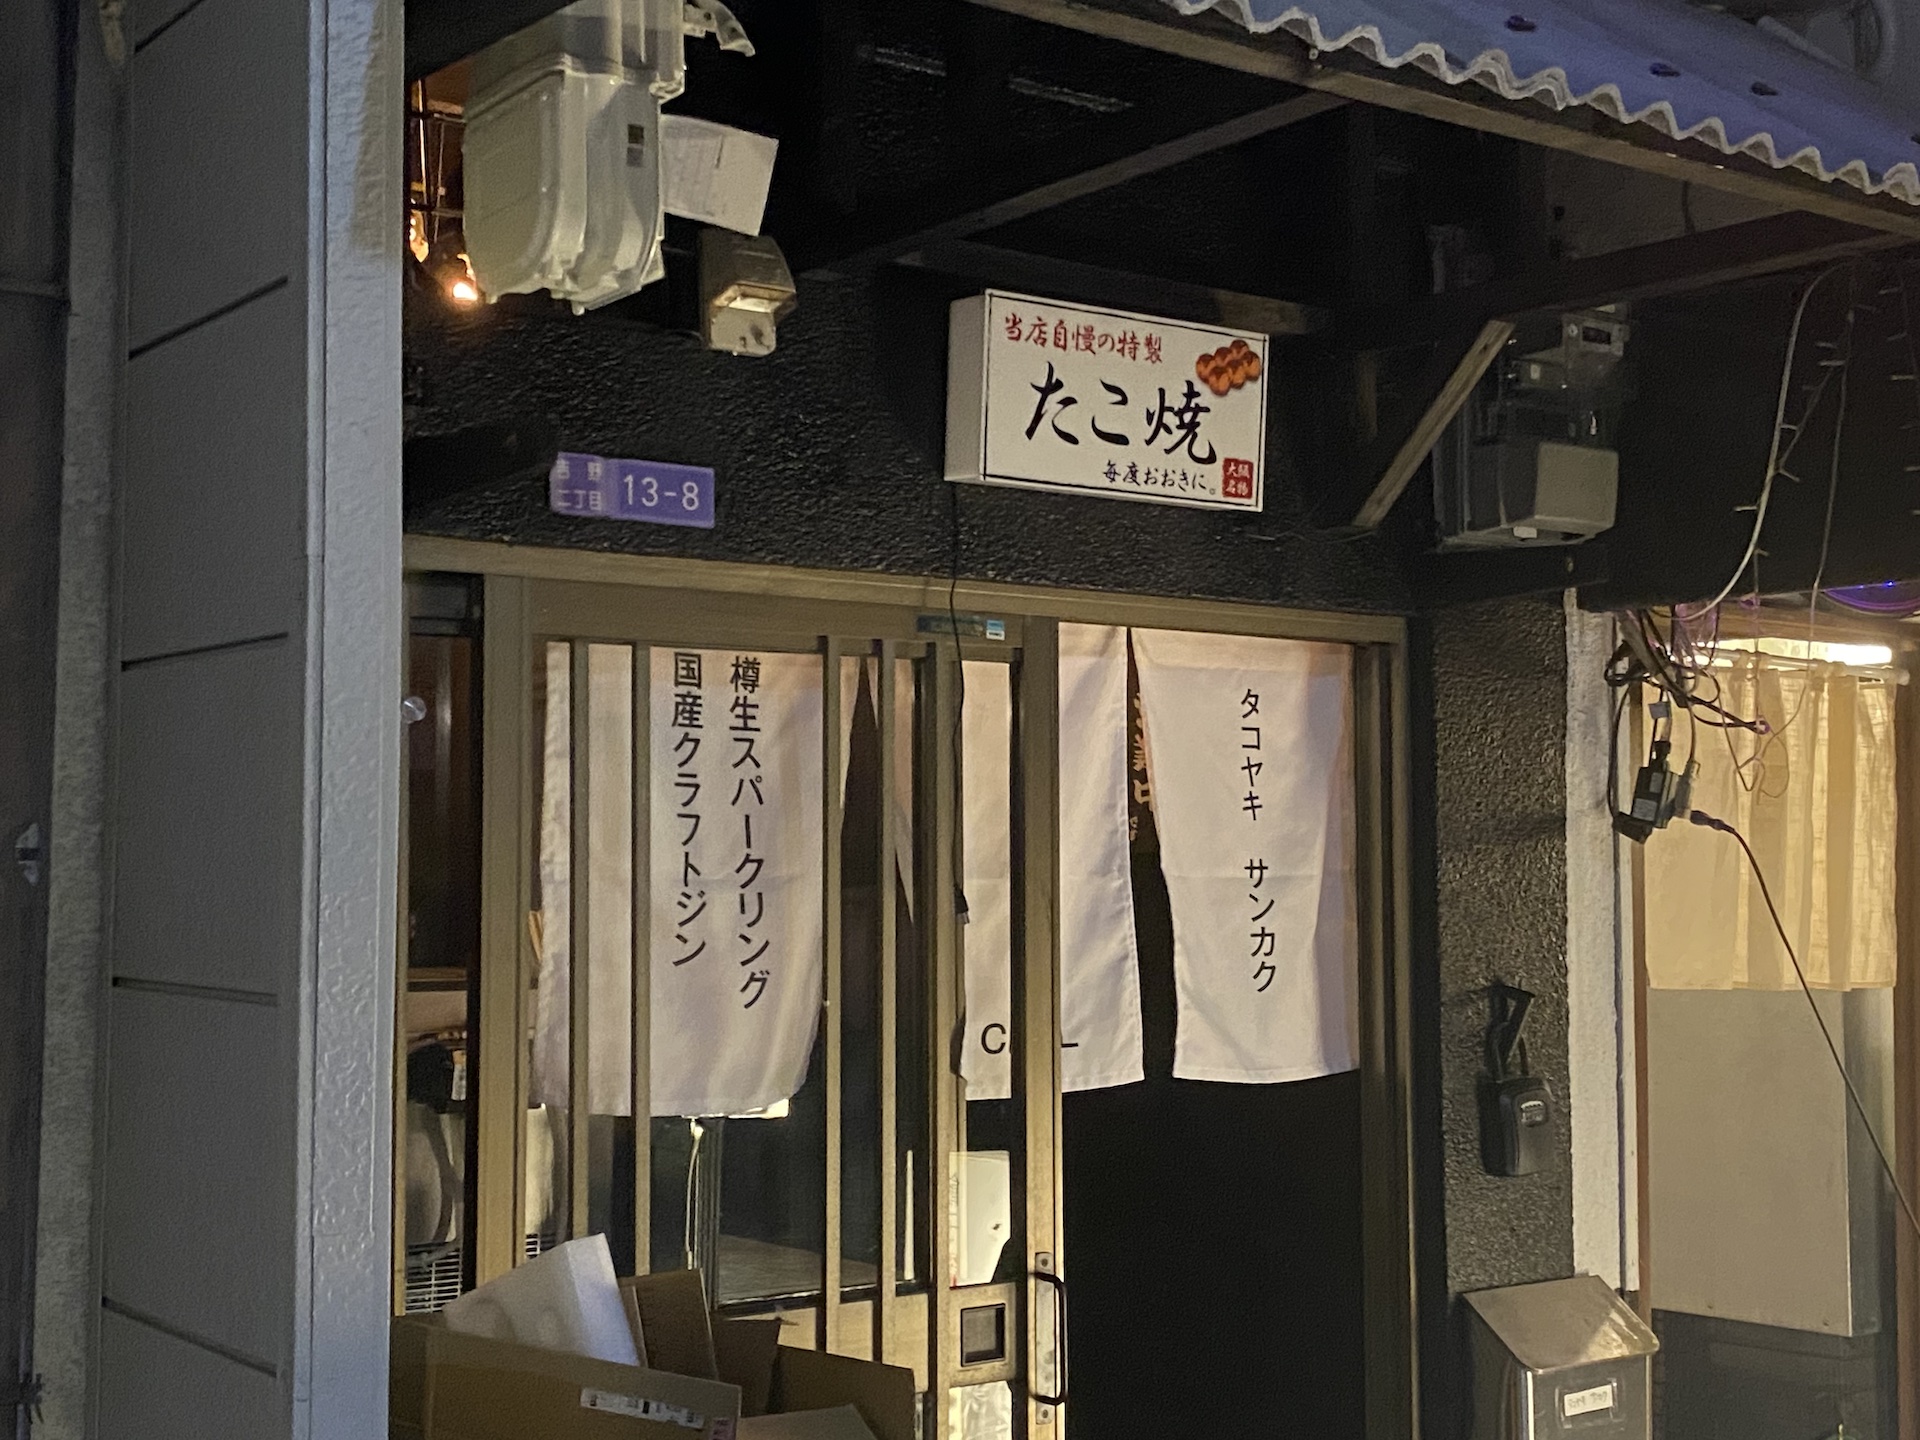 当店自慢の特製
たこ焼
毎度おおきに。
大阪
名物
吉野
二丁目
13-8
樽生スパークリング
国産クラフトジン
タコヤキ サンカク